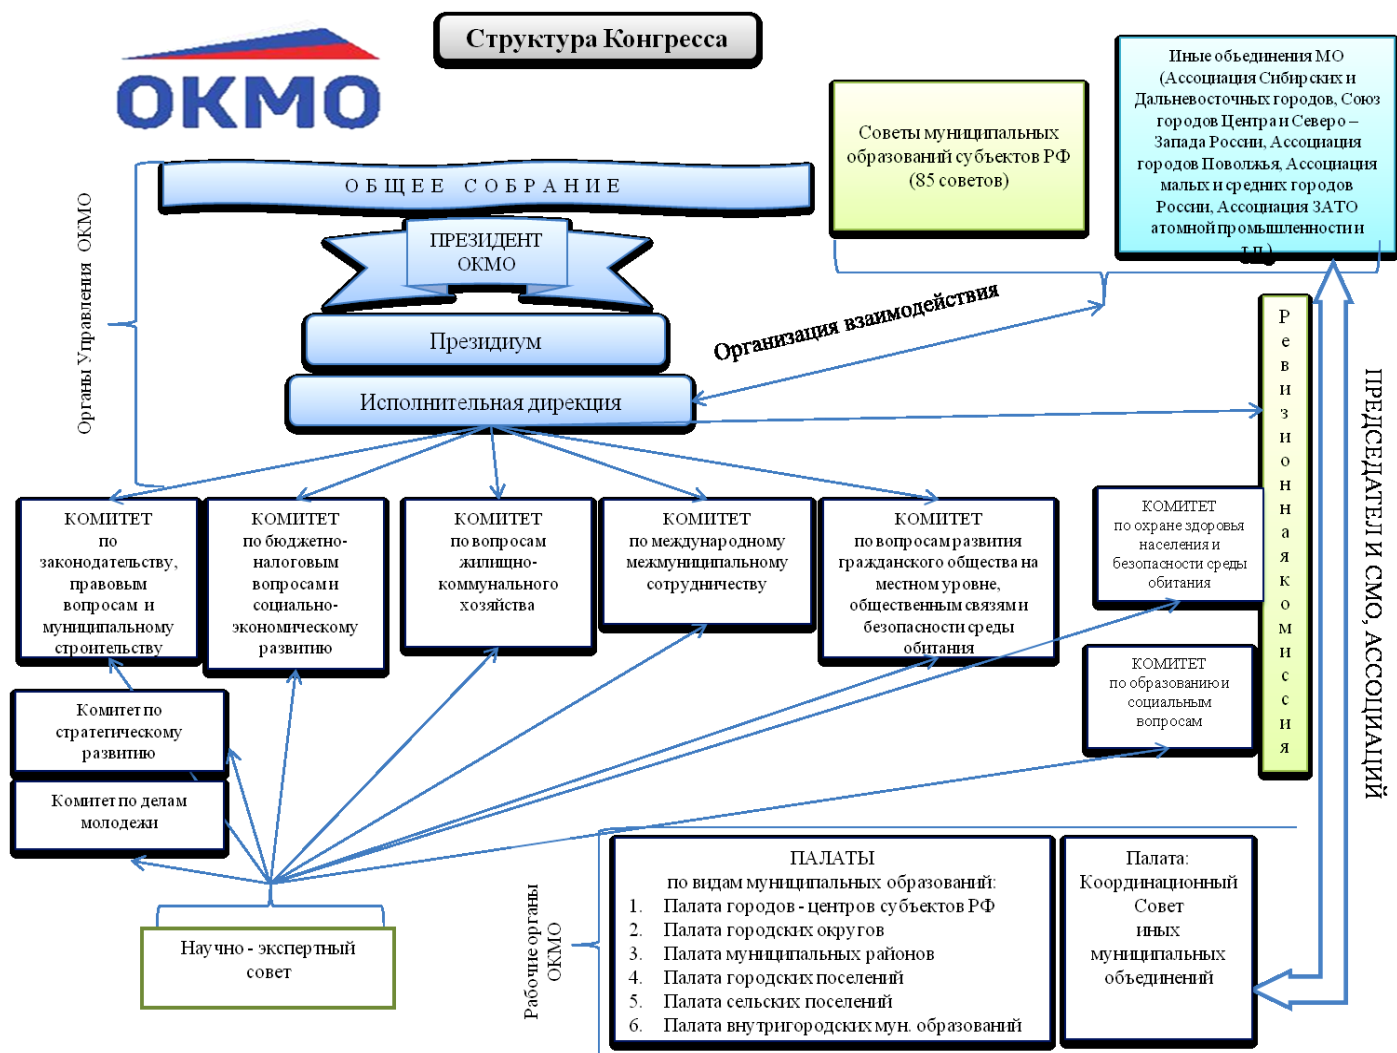 Структура Конгресса
ОКМО
Иные объединения МО
(Ассоциация Сибирских и
Дальневосточных городов, Союз
городов Центра и Северо –
Запада России, Ассоциация
городов Поволжья, Ассоциация
малых и средних городов
России, Ассоциация ЗАТО
атомной промышленности и
т.п.)
Советы муниципальных
образований субъектов РФ
(85 советов)
Органы Управления ОКМО
ОБЩЕЕ СОБРАНИЕ
ПРЕЗИДЕНТ
ОКМО
Президиум
Исполнительная дирекция
Организация взаимодействия
Ревизионная комиссия
ПРЕДСЕДАТЕЛ И СМО, АССОЦИАЦИЙ
КОМИТЕТ
по
законодательству,
правовым
вопросам и
муниципальному
строительству
КОМИТЕТ
по бюджетно-
налоговым
вопросам и
социально-
экономическому
развитию
КОМИТЕТ
по вопросам
жилищно-
коммунального
хозяйства
КОМИТЕТ
по международному
межмуниципальному
сотрудничеству
КОМИТЕТ
по вопросам развития
гражданского общества на
местном уровне,
общественным связям и
безопасности среды
обитания
КОМИТЕТ
по охране здоровья
населения и
безопасности среды
обитания
КОМИТЕТ
по образованию и
социальным
вопросам
Комитет по
стратегическому
развитию
Комитет по делам
молодежи
Научно - экспертный
совет
Рабочие органы
ОКМО
ПАЛАТЫ
по видам муниципальных образований:
1. Палата городов - центров субъектов РФ
2. Палата городских округов
3. Палата муниципальных районов
4. Палата городских поселений
5. Палата сельских поселений
6. Палата внутригородских мун. образований
Палата:
Координационный
Совет
иных
муниципальных
объединений